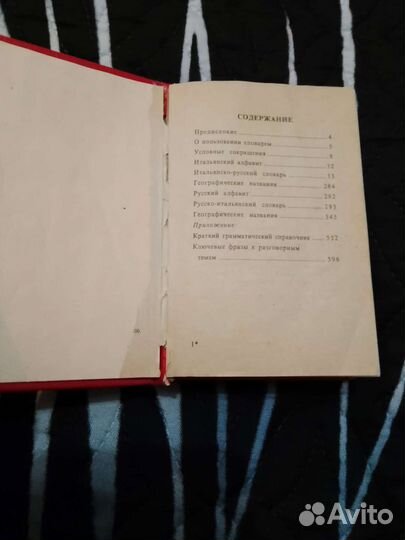 СОДЕРЖАНИЕ
Предисловие 4
О пользовании словарем 5
Условные сокращения 8
Итальянский алфавит 12
Итальянско-русский словарь 13
Географические названия 284
Русский алфавит 292
Русско-итальянский словарь 293
Географические названия 545
Приложение:
Краткий грамматический справочник 552
Ключевые фразы к разговорным
темам 598
1*
Avito